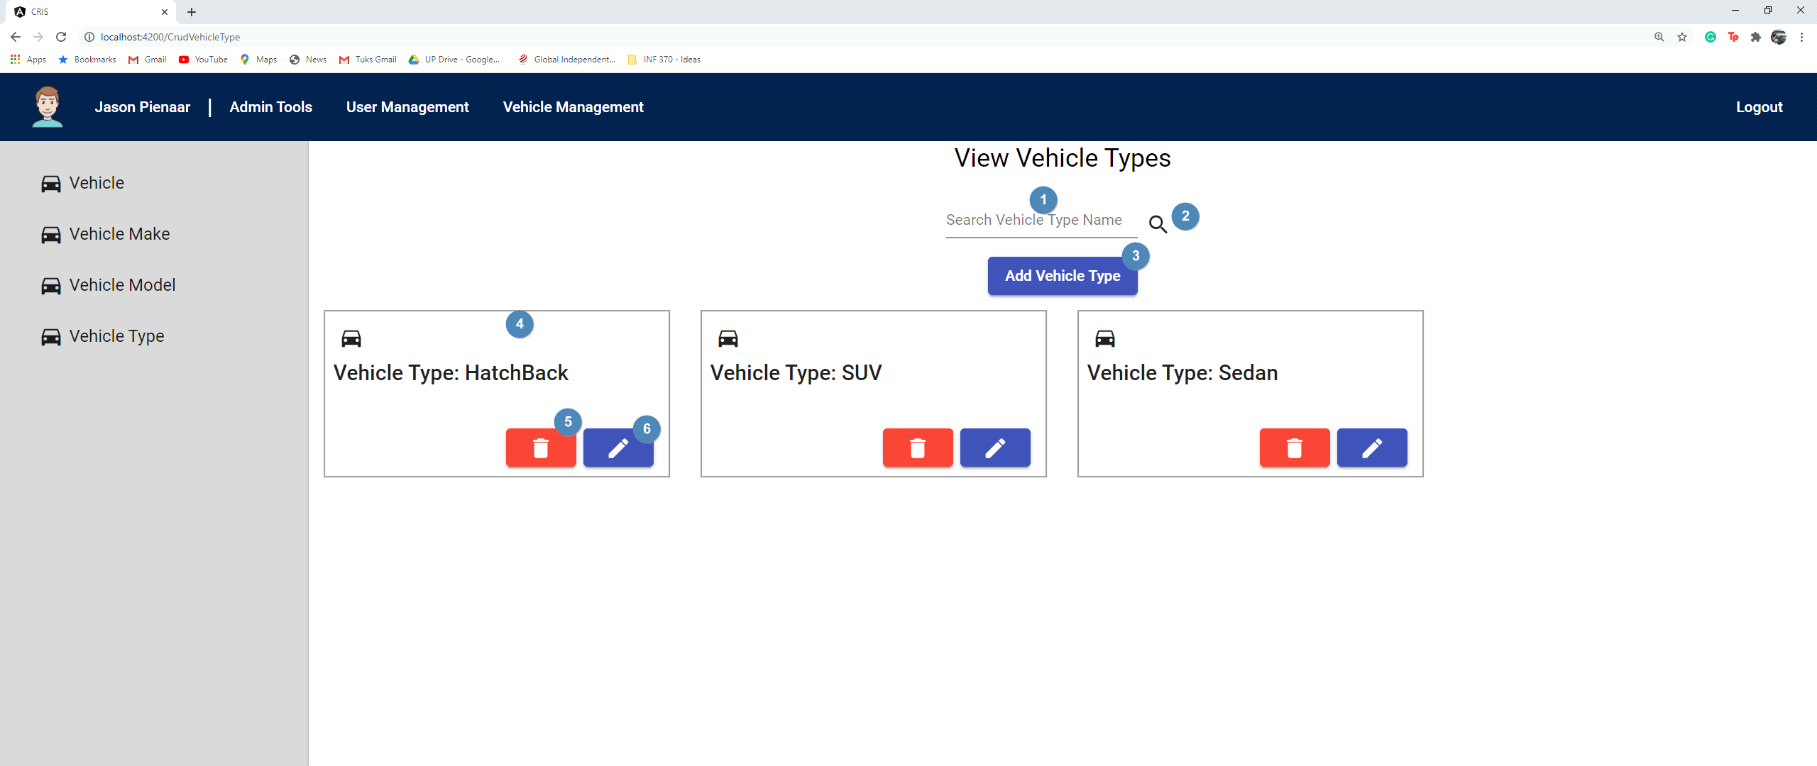 CRIS
localhost:4200/CrudVehicleType
Apps Bookmarks Gmail YouTube Maps News Tuks Gmail UP Drive - Google... Global Independent... INF 370 - Ideas
Jason Pienaar | Admin Tools User Management Vehicle Management Logout
Vehicle
Vehicle Make
Vehicle Model
Vehicle Type
View Vehicle Types
1
Search Vehicle Type Name
2
3
Add Vehicle Type
4
Vehicle Type: HatchBack
5
6
Vehicle Type: SUV
Vehicle Type: Sedan